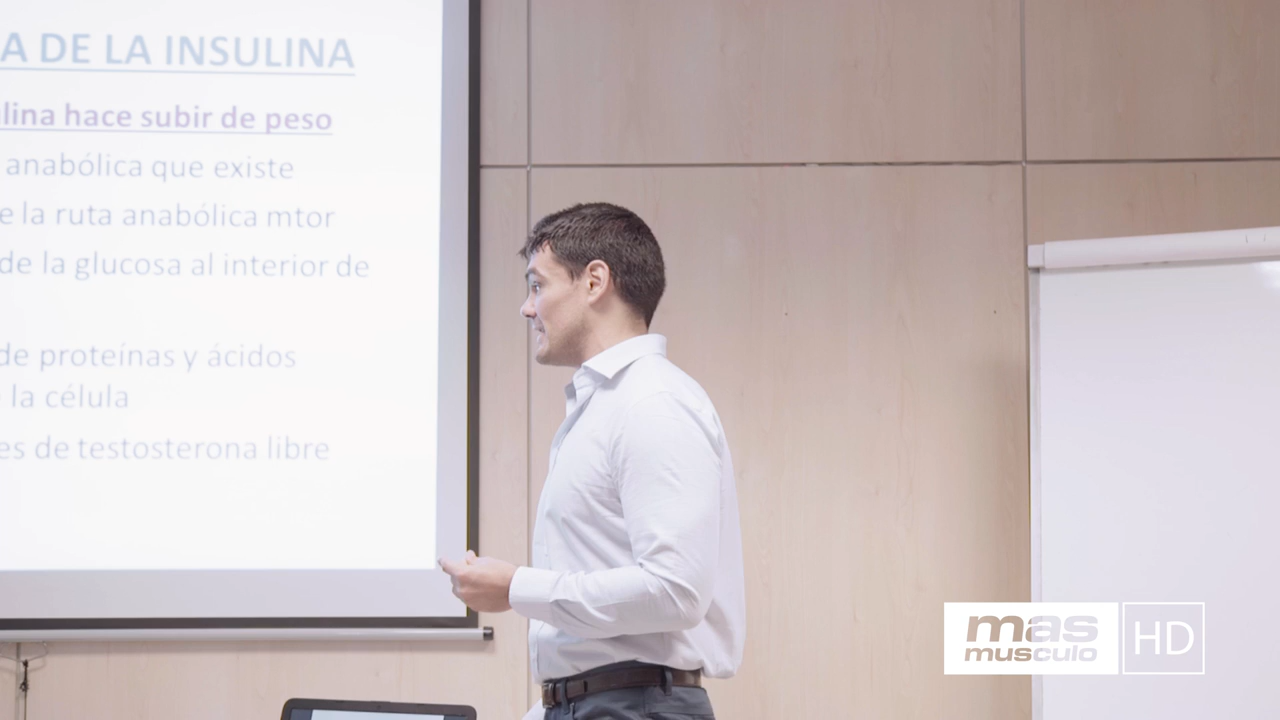 A DE LA INSULINA
ulina hace subir de peso
anabólica que existe
e la ruta anabólica mtor
de la glucosa al interior de
de proteínas y ácidos
la célula
es de testosterona libre
mas
musculo
HD